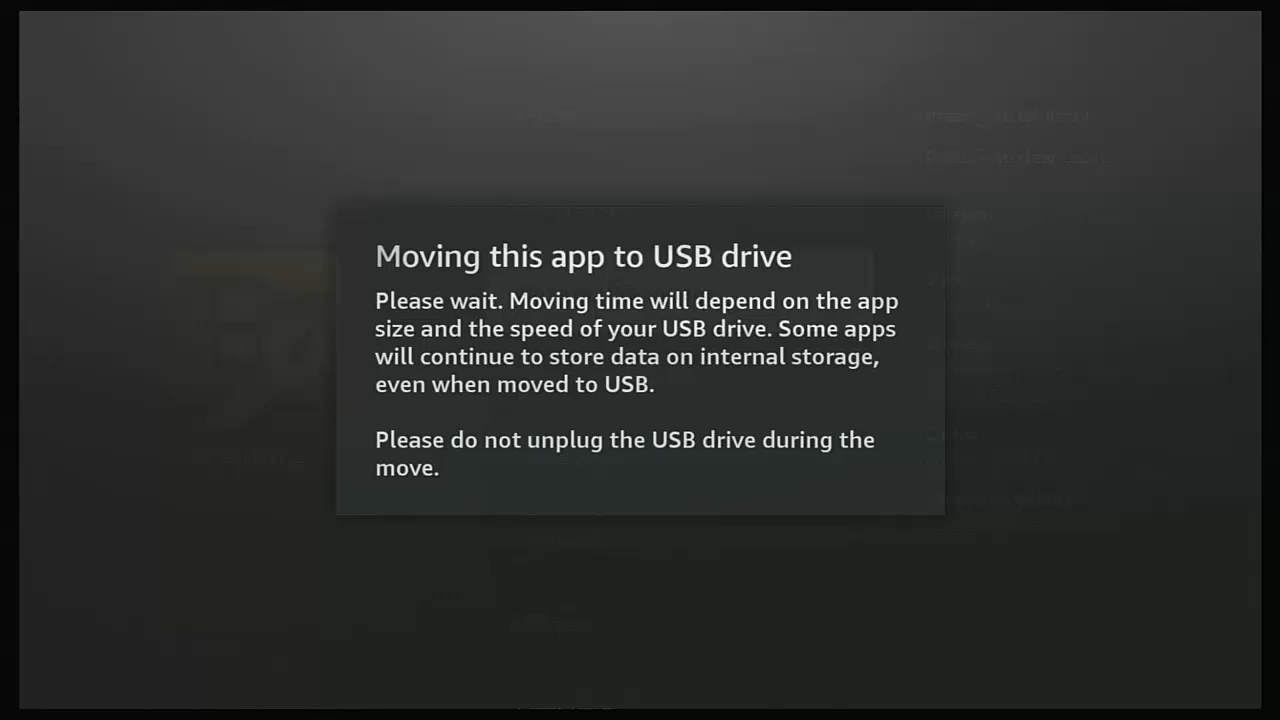 Moving this app to USB drive
Please wait. Moving time will depend on the app
size and the speed of your USB drive. Some apps
will continue to store data on internal storage,
even when moved to USB.
Please do not unplug the USB drive during the
move.